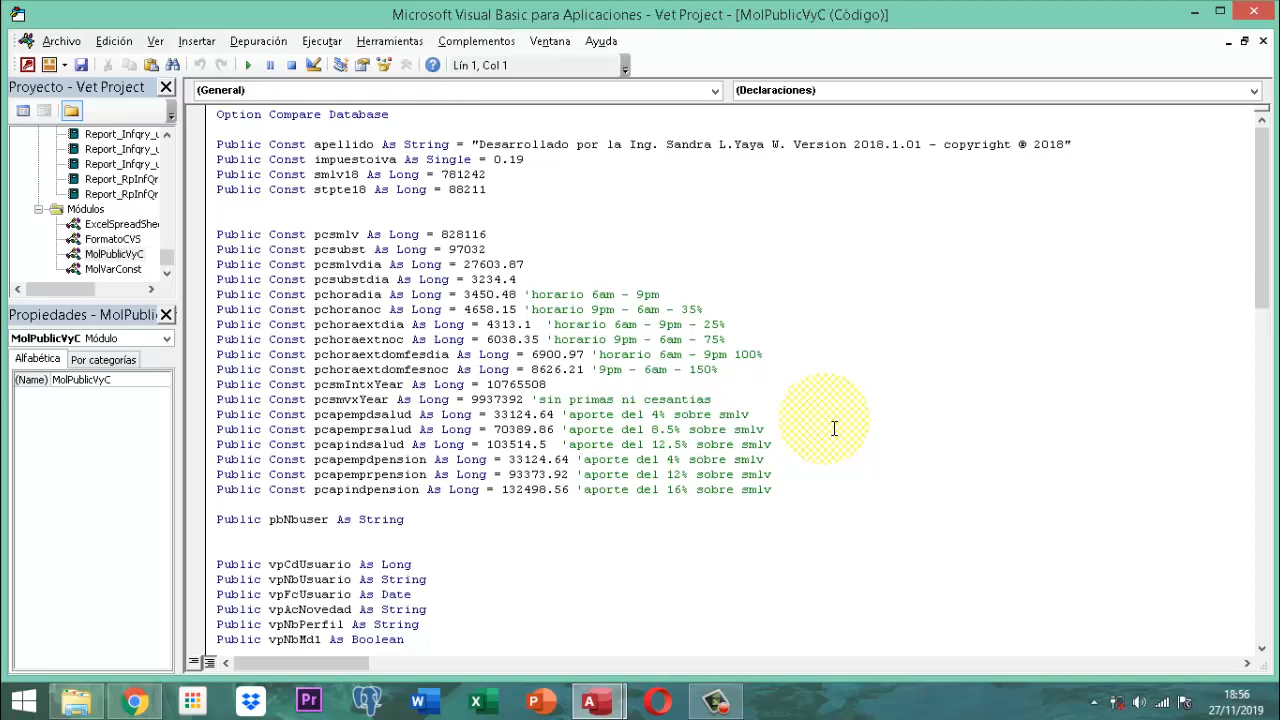 Microsoft Visual Basic para Aplicaciones - Vet Project - [MolPublicVyC (Código)]
Archivo Edición Ver Insertar Formato Depuración Ejecutar Herramientas Complementos Ventana Ayuda
Lín 1, Col 1
Proyecto - Vet Project
(General)
(Declaraciones)
Report_Infqry_u
Report_Infqry_u
Report_Infqry_u
Report_RpInfQr
Report_RpInfQr
Módulos
ExcelSpreadShe
FormatoCVS
MolPublicVyC
MolVarConst
Propiedades - MolPubli
MolPublicVyC Módulo
Alfabética Por categorías
(Name) MolPublicVyC
Option Compare Database
Public Const apellido As String = "Desarrollado por la Ing. Sandra L.Yaya W. Version 2018.1.01 - copyright @ 2018"
Public Const impuestoiva As Single = 0.19
Public Const smlv18 As Long = 781242
Public Const stpte18 As Long = 88211
Public Const pcsmlv As Long = 828116
Public Const pcsubst As Long = 97032
Public Const pcsmlvdia As Long = 27603.87
Public Const pcsubstdia As Long = 3234.4
Public Const pchoradia As Long = 3450.48 'horario 6am - 9pm
Public Const pchoranoc As Long = 4658.15 'horario 9pm - 6am - 35%
Public Const pchoraextdia As Long = 4313.1 'horario 6am - 9pm - 25%
Public Const pchoraextnoc As Long = 6038.35 'horario 9pm - 6am - 75%
Public Const pchoraextdomfesdia As Long = 6900.97 'horario 6am - 9pm 100%
Public Const pchoraextdomfesnoc As Long = 8626.21 '9pm - 6am - 150%
Public Const pcsmIntxYear As Long = 10765508
Public Const pcsmvxYear As Long = 9937392 'sin primas ni cesantias
Public Const pcapempdsalud As Long = 33124.64 'aporte del 4% sobre smlv
Public Const pcapemprsalud As Long = 70389.86 'aporte del 8.5% sobre smlv
Public Const pcapindsalud As Long = 103514.5 'aporte del 12.5% sobre smlv
Public Const pcapempdpension As Long = 33124.64 'aporte del 4% sobre smlv
Public Const pcapemprpension As Long = 93373.92 'aporte del 12% sobre smlv
Public Const pcapindpension As Long = 132498.56 'aporte del 16% sobre smlv
Public pbNbuser As String
Public vpCdUsuario As Long
Public vpNbUsuario As String
Public vpFcUsuario As Date
Public vpAcNovedad As String
Public vpNbPerfil As String
Public vpNbMd1 As Boolean
18:56
27/11/2019